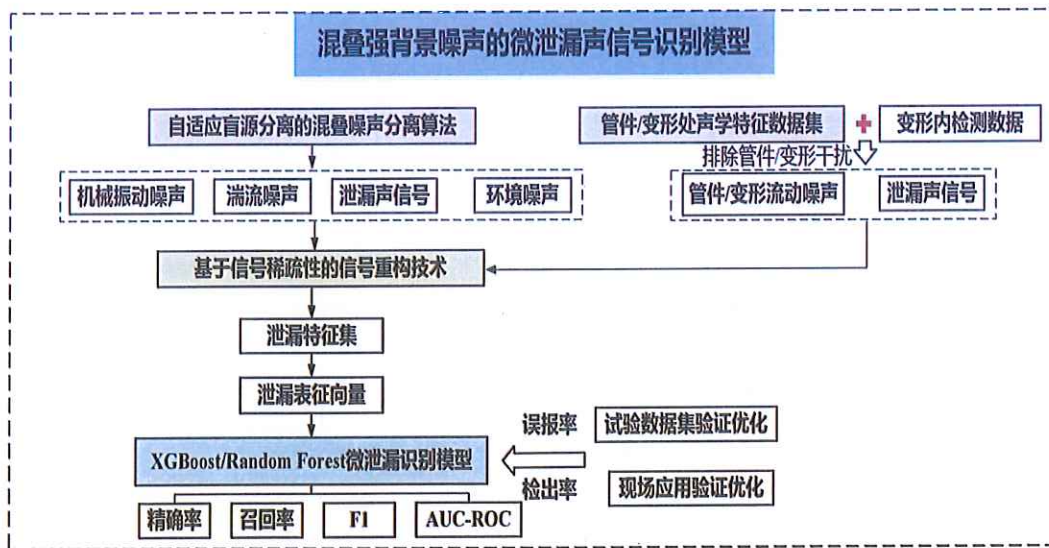 混叠强背景噪声的微泄漏声信号识别模型
自适应盲源分离的混叠噪声分离算法
管件/变形处声学特征数据集
+
变形内检测数据
排除管件/变形干扰
机械振动噪声
湍流噪声
泄漏声信号
环境噪声
管件/变形流动噪声
泄漏声信号
基于信号稀疏性的信号重构技术
泄漏特征集
泄漏表征向量
误报率
试验数据集验证优化
XGBoost/Random Forest微泄漏识别模型
检出率
现场应用验证优化
精确率
召回率
F1
AUC-ROC